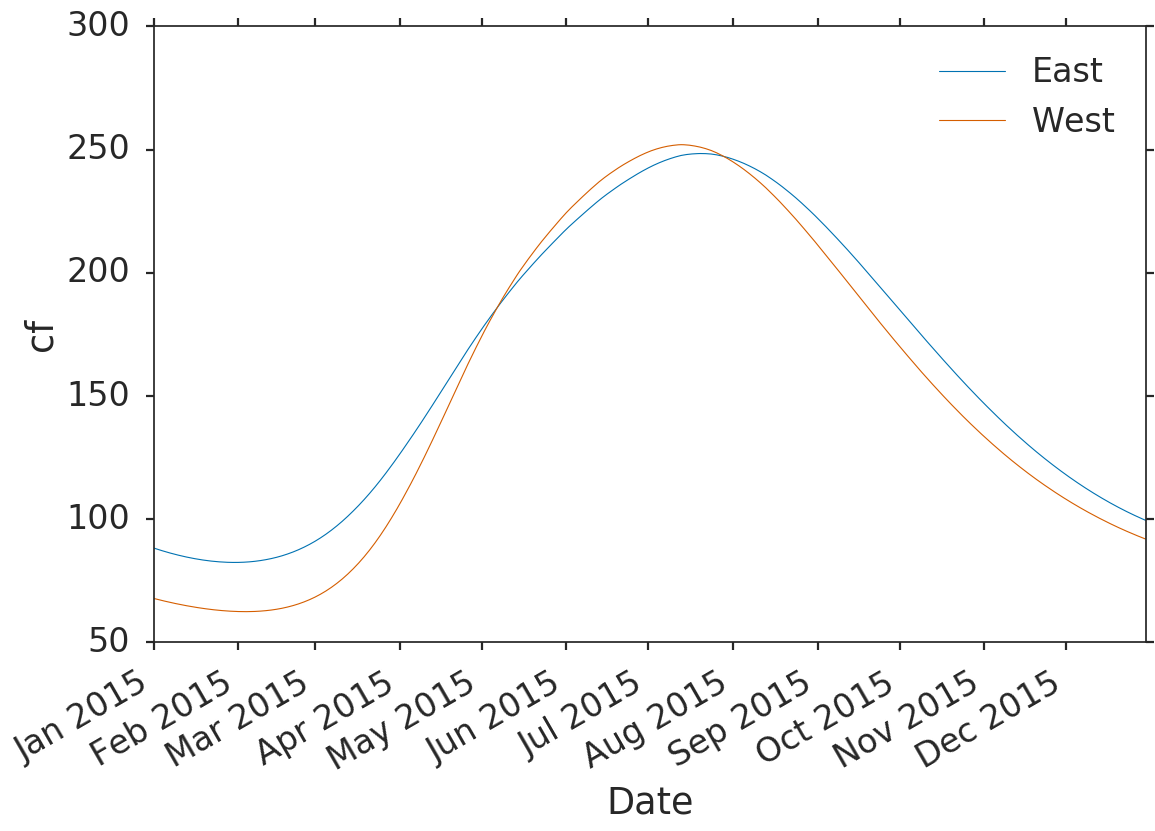 300
250
200
150
100
50
cf
East
West
Jan 2015
Feb 2015
Mar 2015
Apr 2015
May 2015
Jun 2015
Jul 2015
Aug 2015
Sep 2015
Oct 2015
Nov 2015
Dec 2015
Date